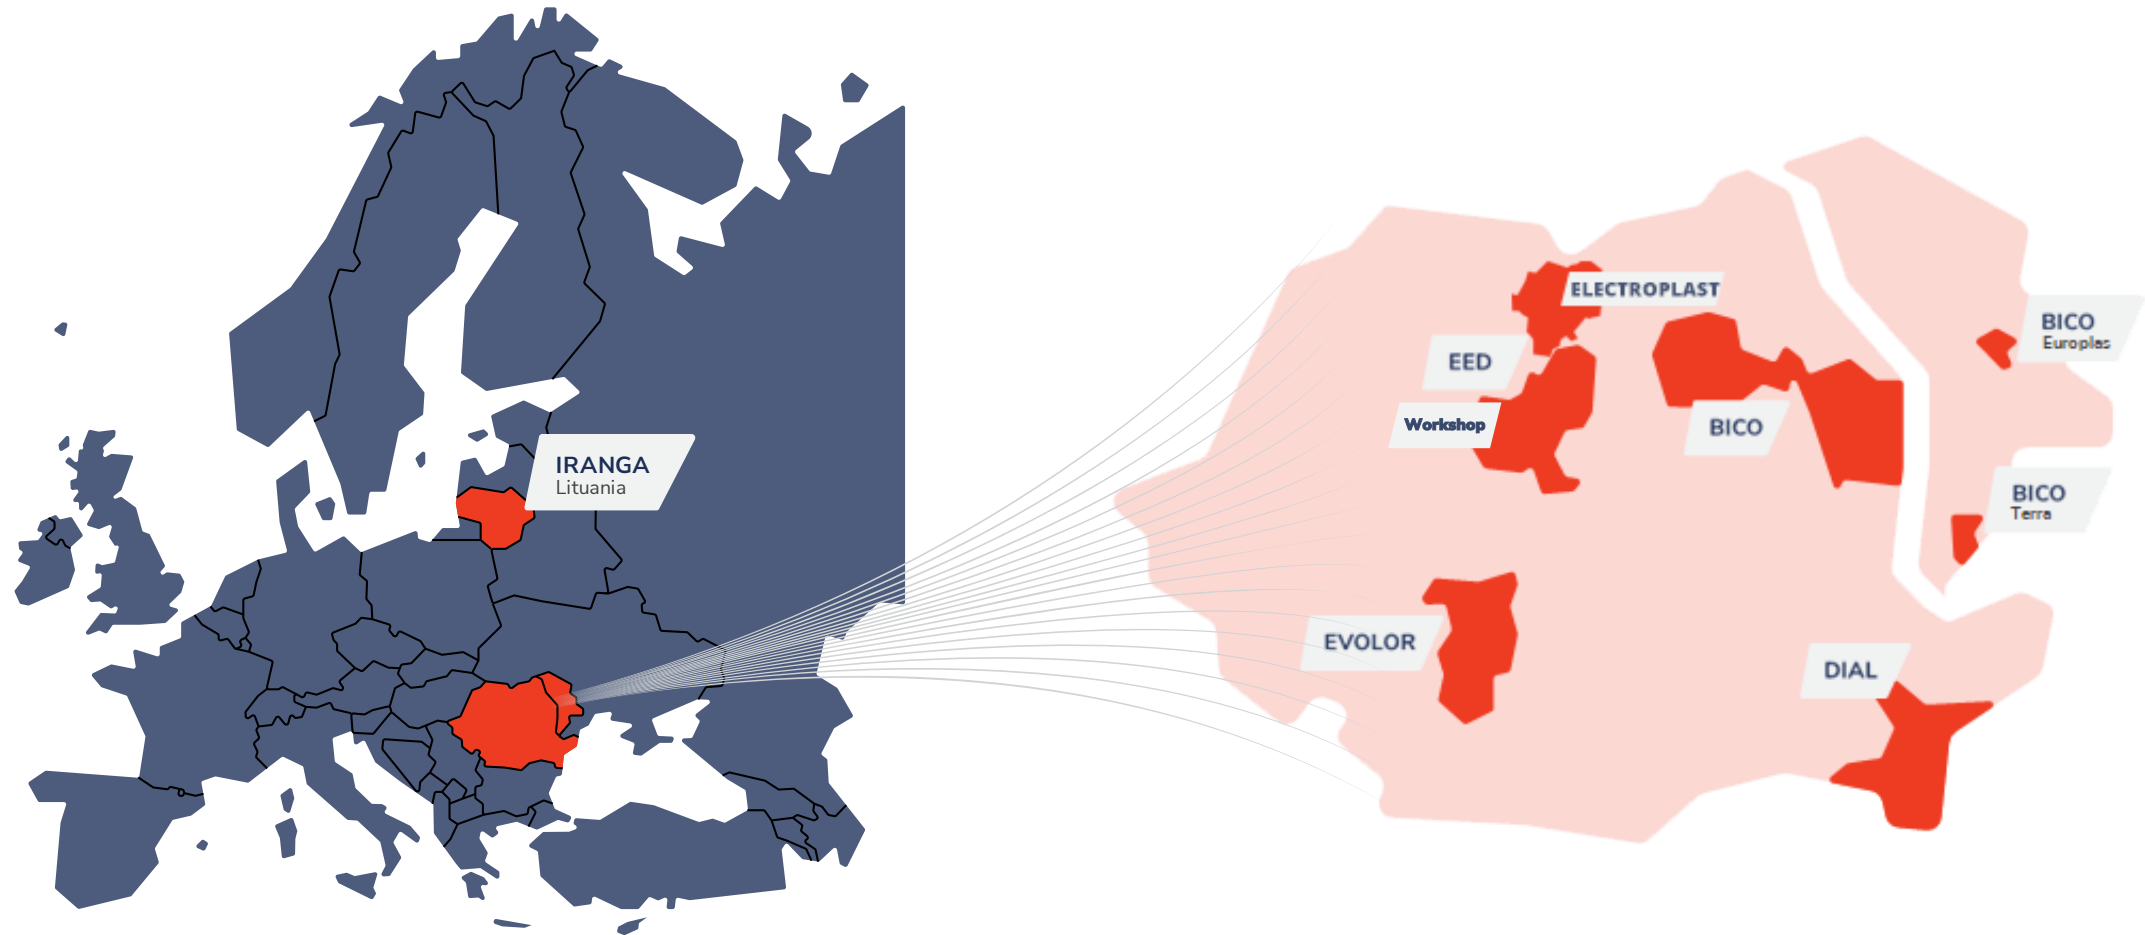 IRANGA
Lituania
ELECTROPLAST
EED
Workshop
BICO
BICO
Europlas
BICO
Terra
EVOLOR
DIAL